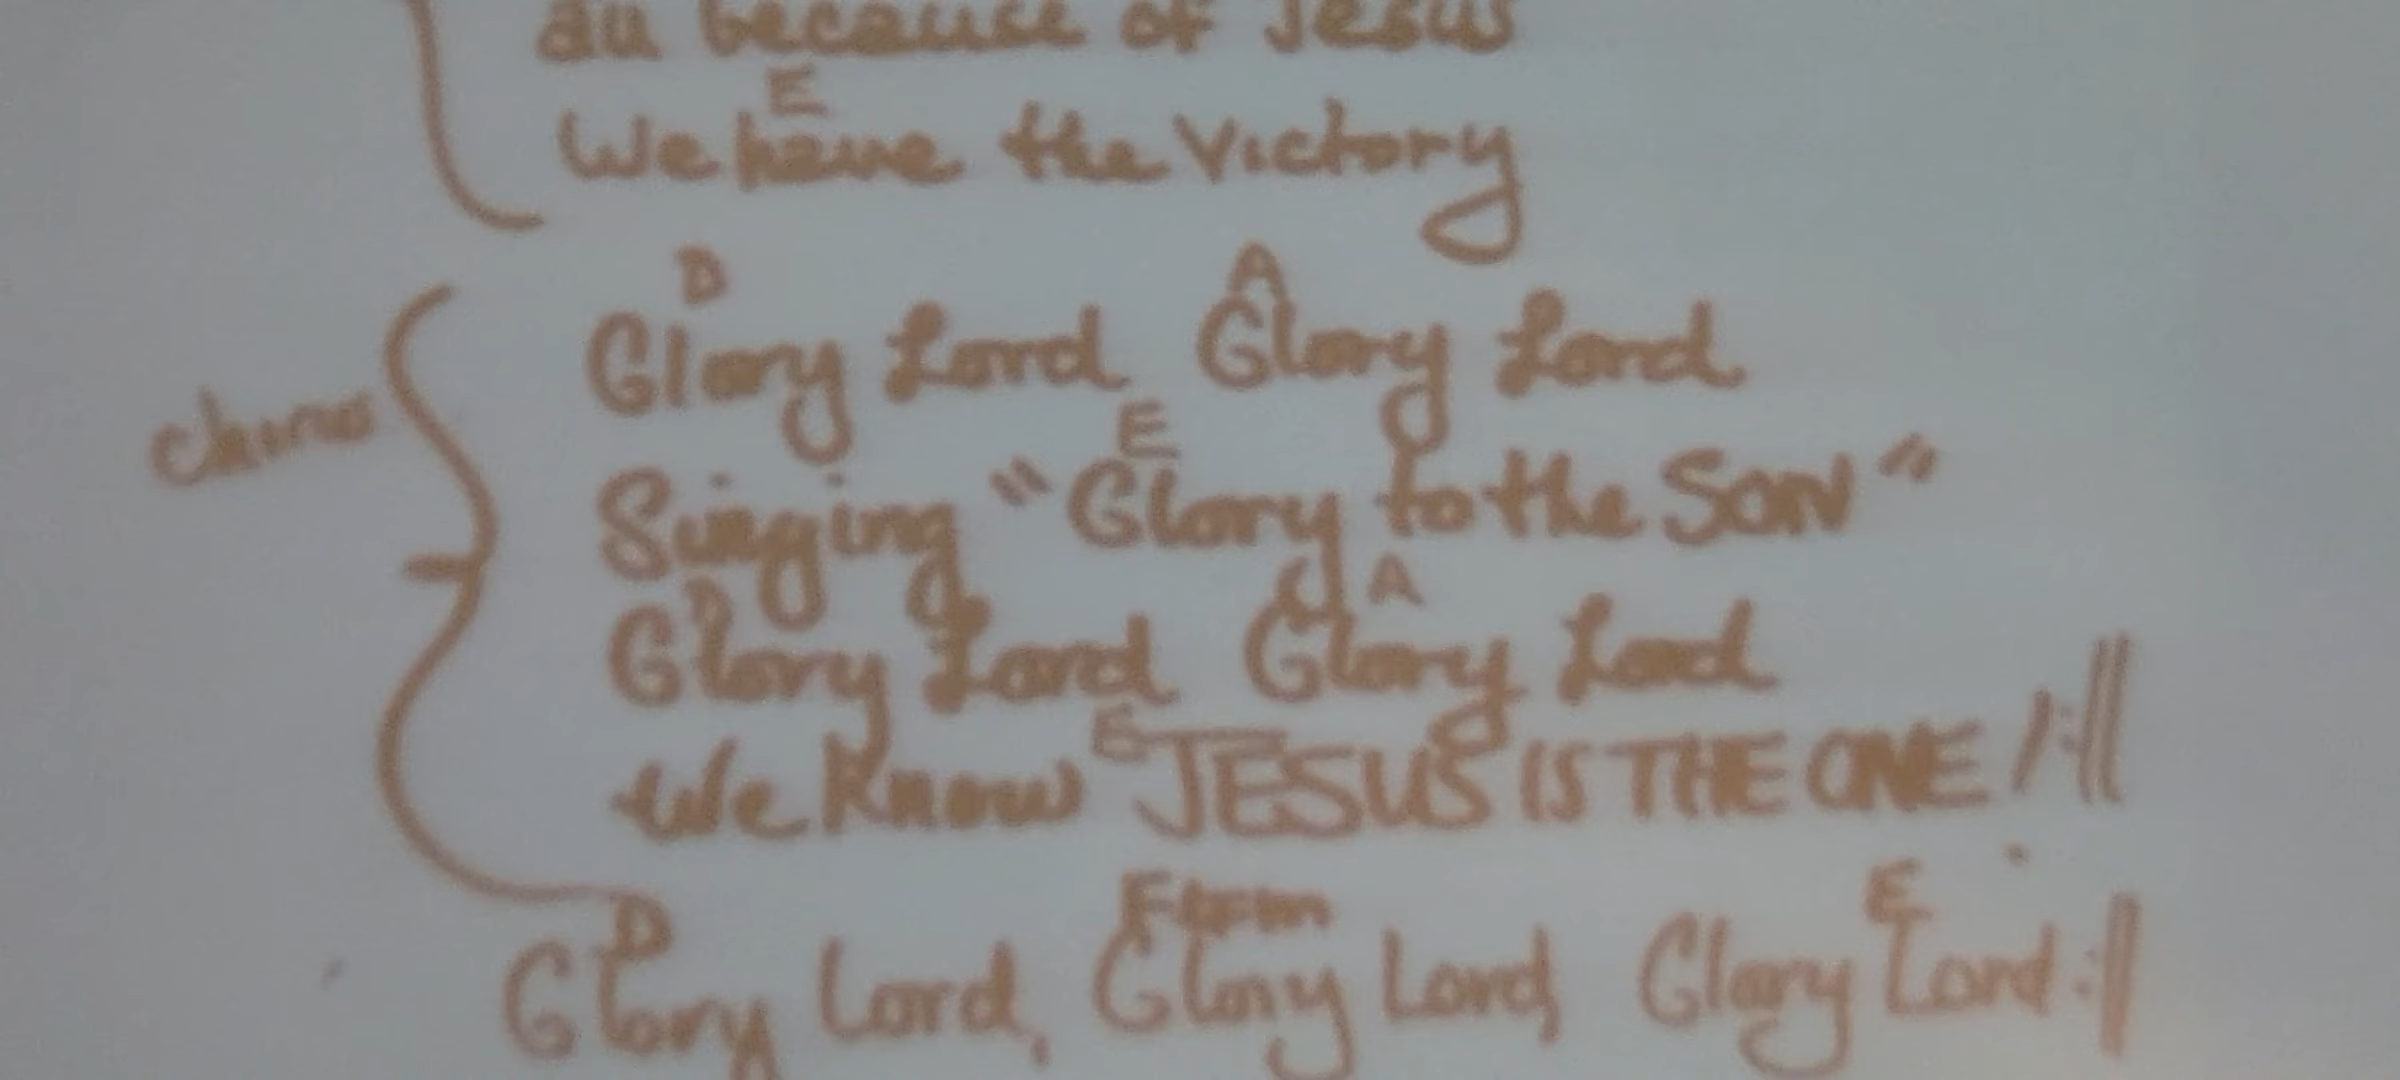 all because of Jesus
E
We have the Victory
D A
Glory Lord Glory Lord
chorus
E
Singing "Glory to the SON"
D A
Glory Lord Glory Lord
E
We Know JESUS IS THE ONE! :||
D E
Glory Lord, Glory Lord, Glory Lord :||